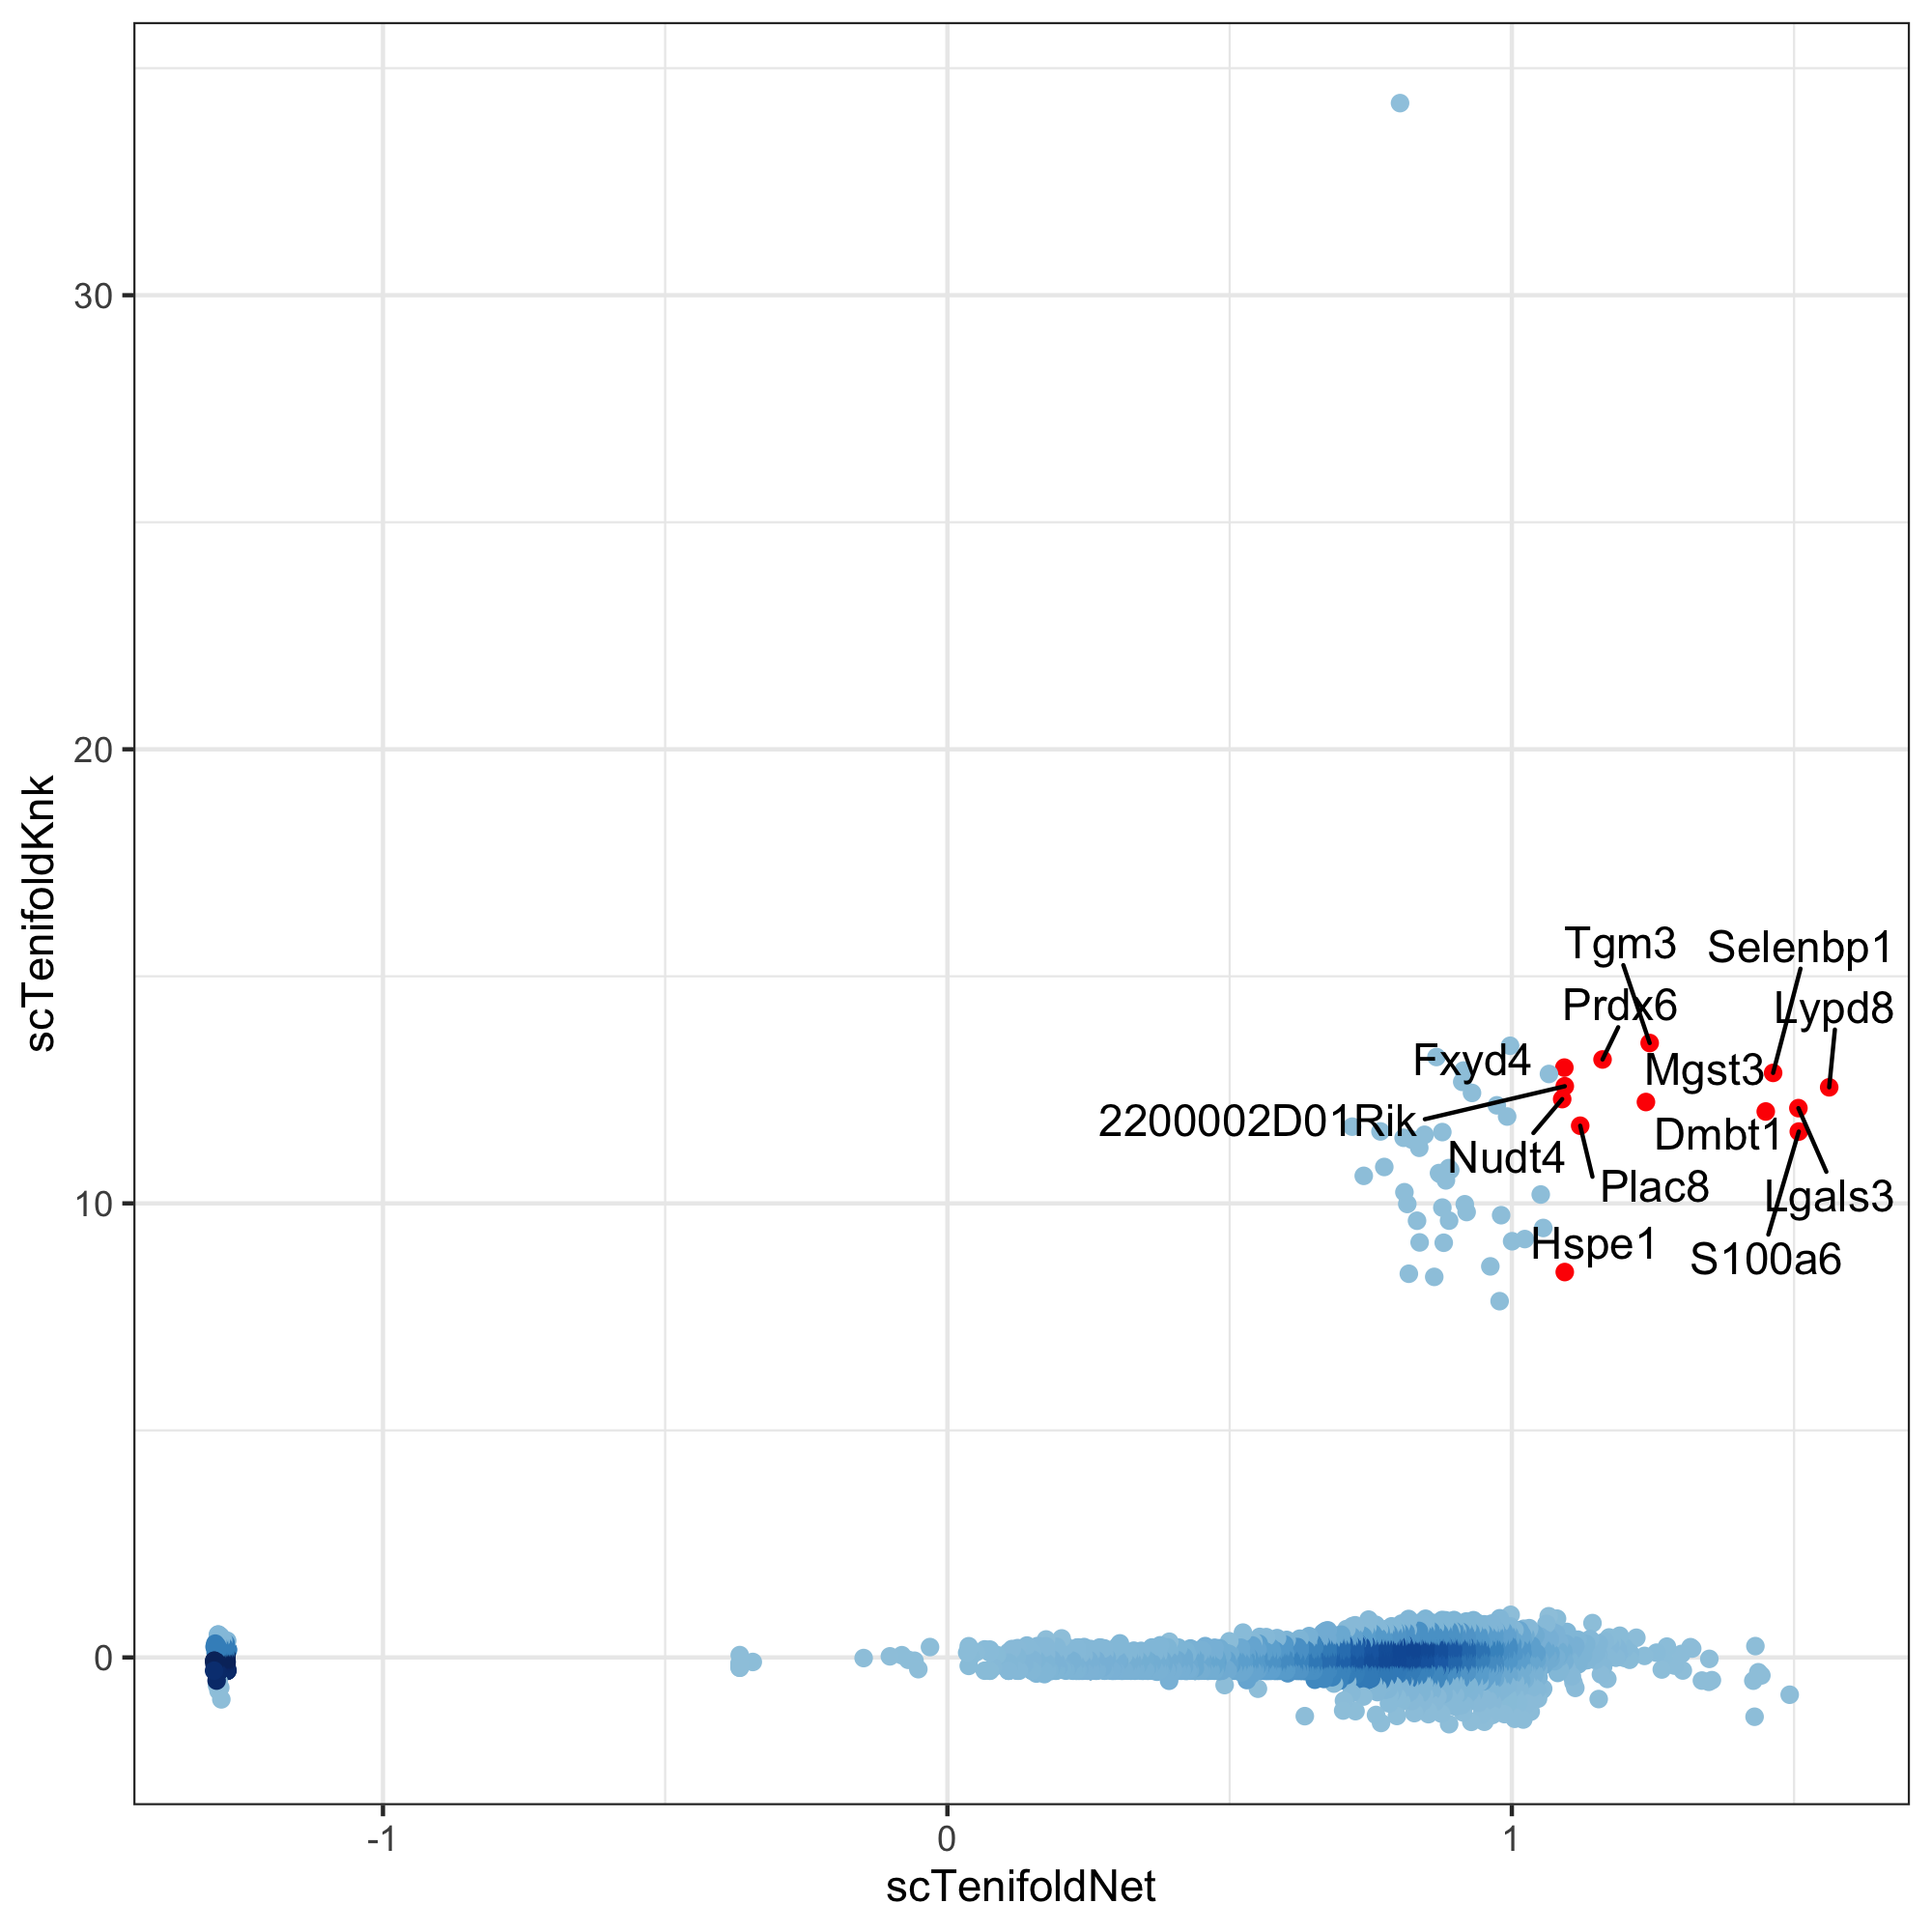 30
20
10
0
scTenifoldKnk
Tgm3
Selenbp1
Prdx6
Lypd8
Fxyd4
Mgst3
2200002D01Rik
Dmbt1
Nudt4
Plac8
Lgals3
Hspe1
S100a6
-1
0
1
scTenifoldNet